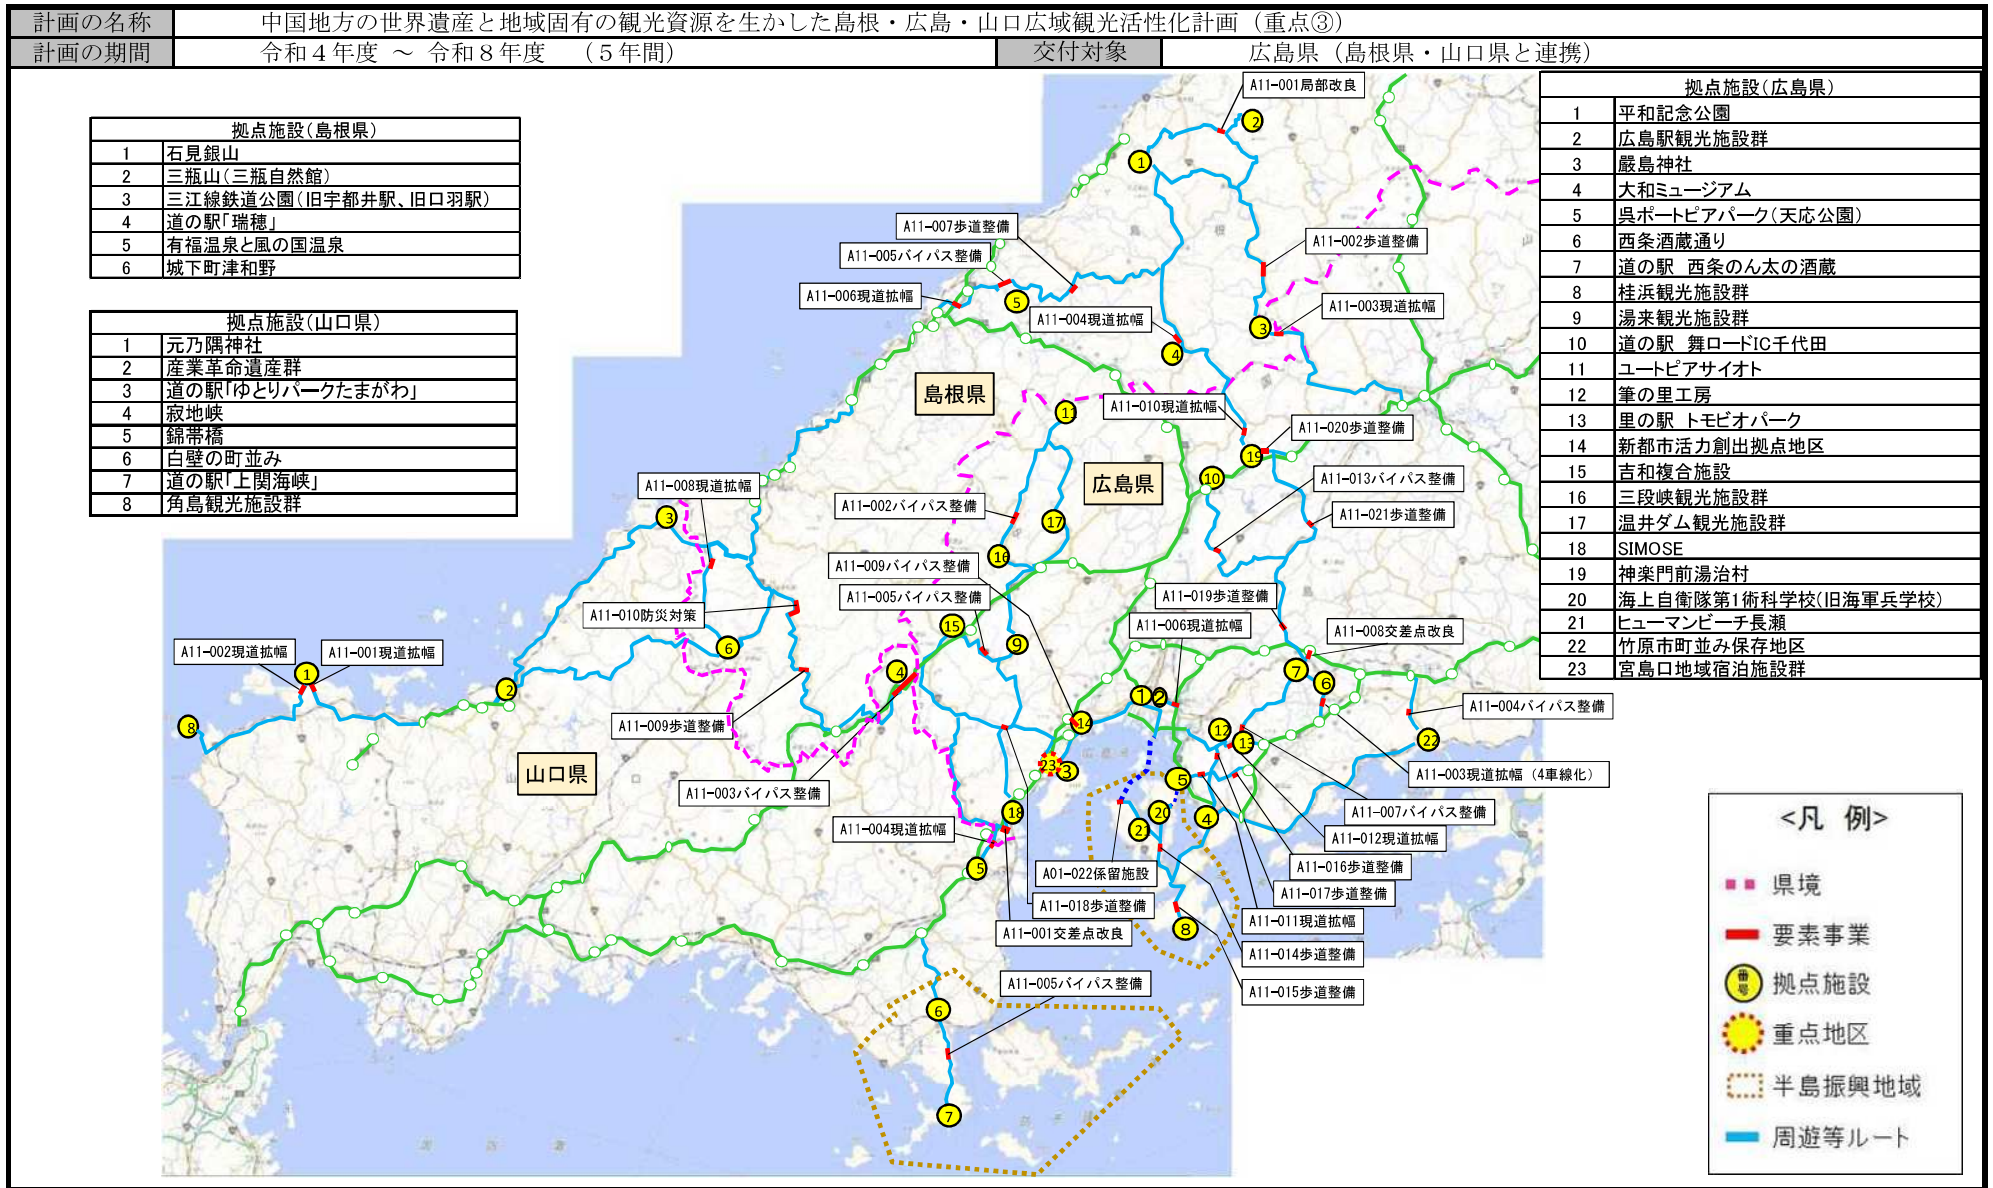 計画の名称 中国地方の世界遺産と地域固有の観光資源を生かした島根・広島・山口広域観光活性化計画（重点③）
計画の期間 令和４年度 ～ 令和８年度 （５年間） 交付対象 広島県（島根県・山口県と連携）
拠点施設(島根県)
1 石見銀山
2 三瓶山(三瓶自然館)
3 三江線鉄道公園(旧宇都井駅、旧口羽駅)
4 道の駅｢瑞穂｣
5 有福温泉と風の国温泉
6 城下町津和野
拠点施設(山口県)
1 元乃隅神社
2 産業革命遺産群
3 道の駅｢ゆとりパークたまがわ｣
4 寂地峡
5 錦帯橋
6 白壁の町並み
7 道の駅｢上関海峡｣
8 角島観光施設群
拠点施設(広島県)
1 平和記念公園
2 広島駅観光施設群
3 嚴島神社
4 大和ミュージアム
5 呉ポートピアパーク(天応公園)
6 西条酒蔵通り
7 道の駅 西条のん太の酒蔵
8 桂浜観光施設群
9 湯来観光施設群
10 道の駅 舞ロードIC千代田
11 ユートピアサイオト
12 筆の里工房
13 里の駅 トモビオパーク
14 新都市活力創出拠点地区
15 吉和複合施設
16 三段峡観光施設群
17 温井ダム観光施設群
18 SIMOSE
19 神楽門前湯治村
20 海上自衛隊第1術科学校(旧海軍兵学校)
21 ヒューマンビーチ長瀬
22 竹原市町並み保存地区
23 宮島口地域宿泊施設群
A11-001局部改良
2
1
A11-007歩道整備
A11-005バイパス整備
A11-002歩道整備
A11-006現道拡幅
5
A11-004現道拡幅
A11-003現道拡幅
3
4
島根県
11
A11-010現道拡幅
A11-020歩道整備
19
広島県
10
A11-013バイパス整備
A11-008現道拡幅
A11-002バイパス整備
17
A11-021歩道整備
3
16
A11-009バイパス整備
A11-005バイパス整備
A11-019歩道整備
A11-010防災対策
A11-006現道拡幅
15
A11-008交差点改良
A11-002現道拡幅
A11-001現道拡幅
6
9
1
4
7
6
2
1
2
A11-004バイパス整備
8
A11-009歩道整備
14
12
13
22
山口県
23
3
5
A11-003現道拡幅（4車線化）
A11-003バイパス整備
18
20
4
A11-007バイパス整備
A11-004現道拡幅
21
A11-012現道拡幅
5
A01-022係留施設
A11-016歩道整備
A11-017歩道整備
A11-018歩道整備
A11-011現道拡幅
A11-001交差点改良
8
A11-014歩道整備
A11-005バイパス整備
A11-015歩道整備
6
7
<凡 例>
県境
要素事業
番号 拠点施設
重点地区
半島振興地域
周遊等ルート